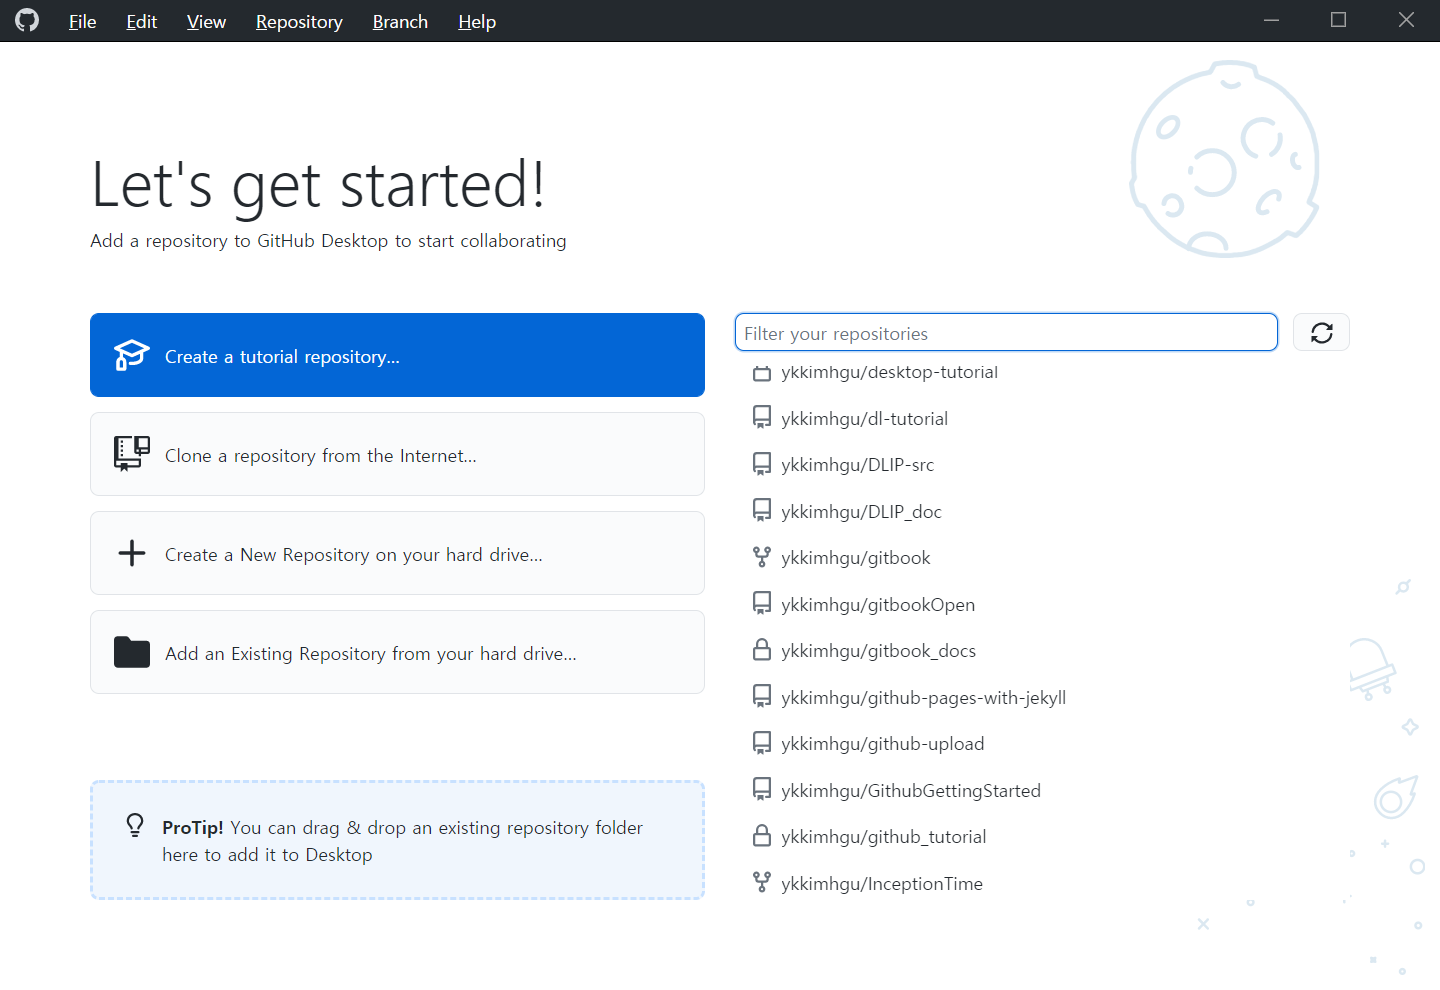 File Edit View Repository Branch Help
Let's get started!
Add a repository to GitHub Desktop to start collaborating
Create a tutorial repository...
Clone a repository from the Internet...
Create a New Repository on your hard drive...
Add an Existing Repository from your hard drive...
ProTip! You can drag & drop an existing repository folder
here to add it to Desktop
Filter your repositories
ykkimhgu/desktop-tutorial
ykkimhgu/dl-tutorial
ykkimhgu/DLIP-src
ykkimhgu/DLIP_doc
ykkimhgu/gitbook
ykkimhgu/gitbookOpen
ykkimhgu/gitbook_docs
ykkimhgu/github-pages-with-jekyll
ykkimhgu/github-upload
ykkimhgu/GithubGettingStarted
ykkimhgu/github_tutorial
ykkimhgu/InceptionTime